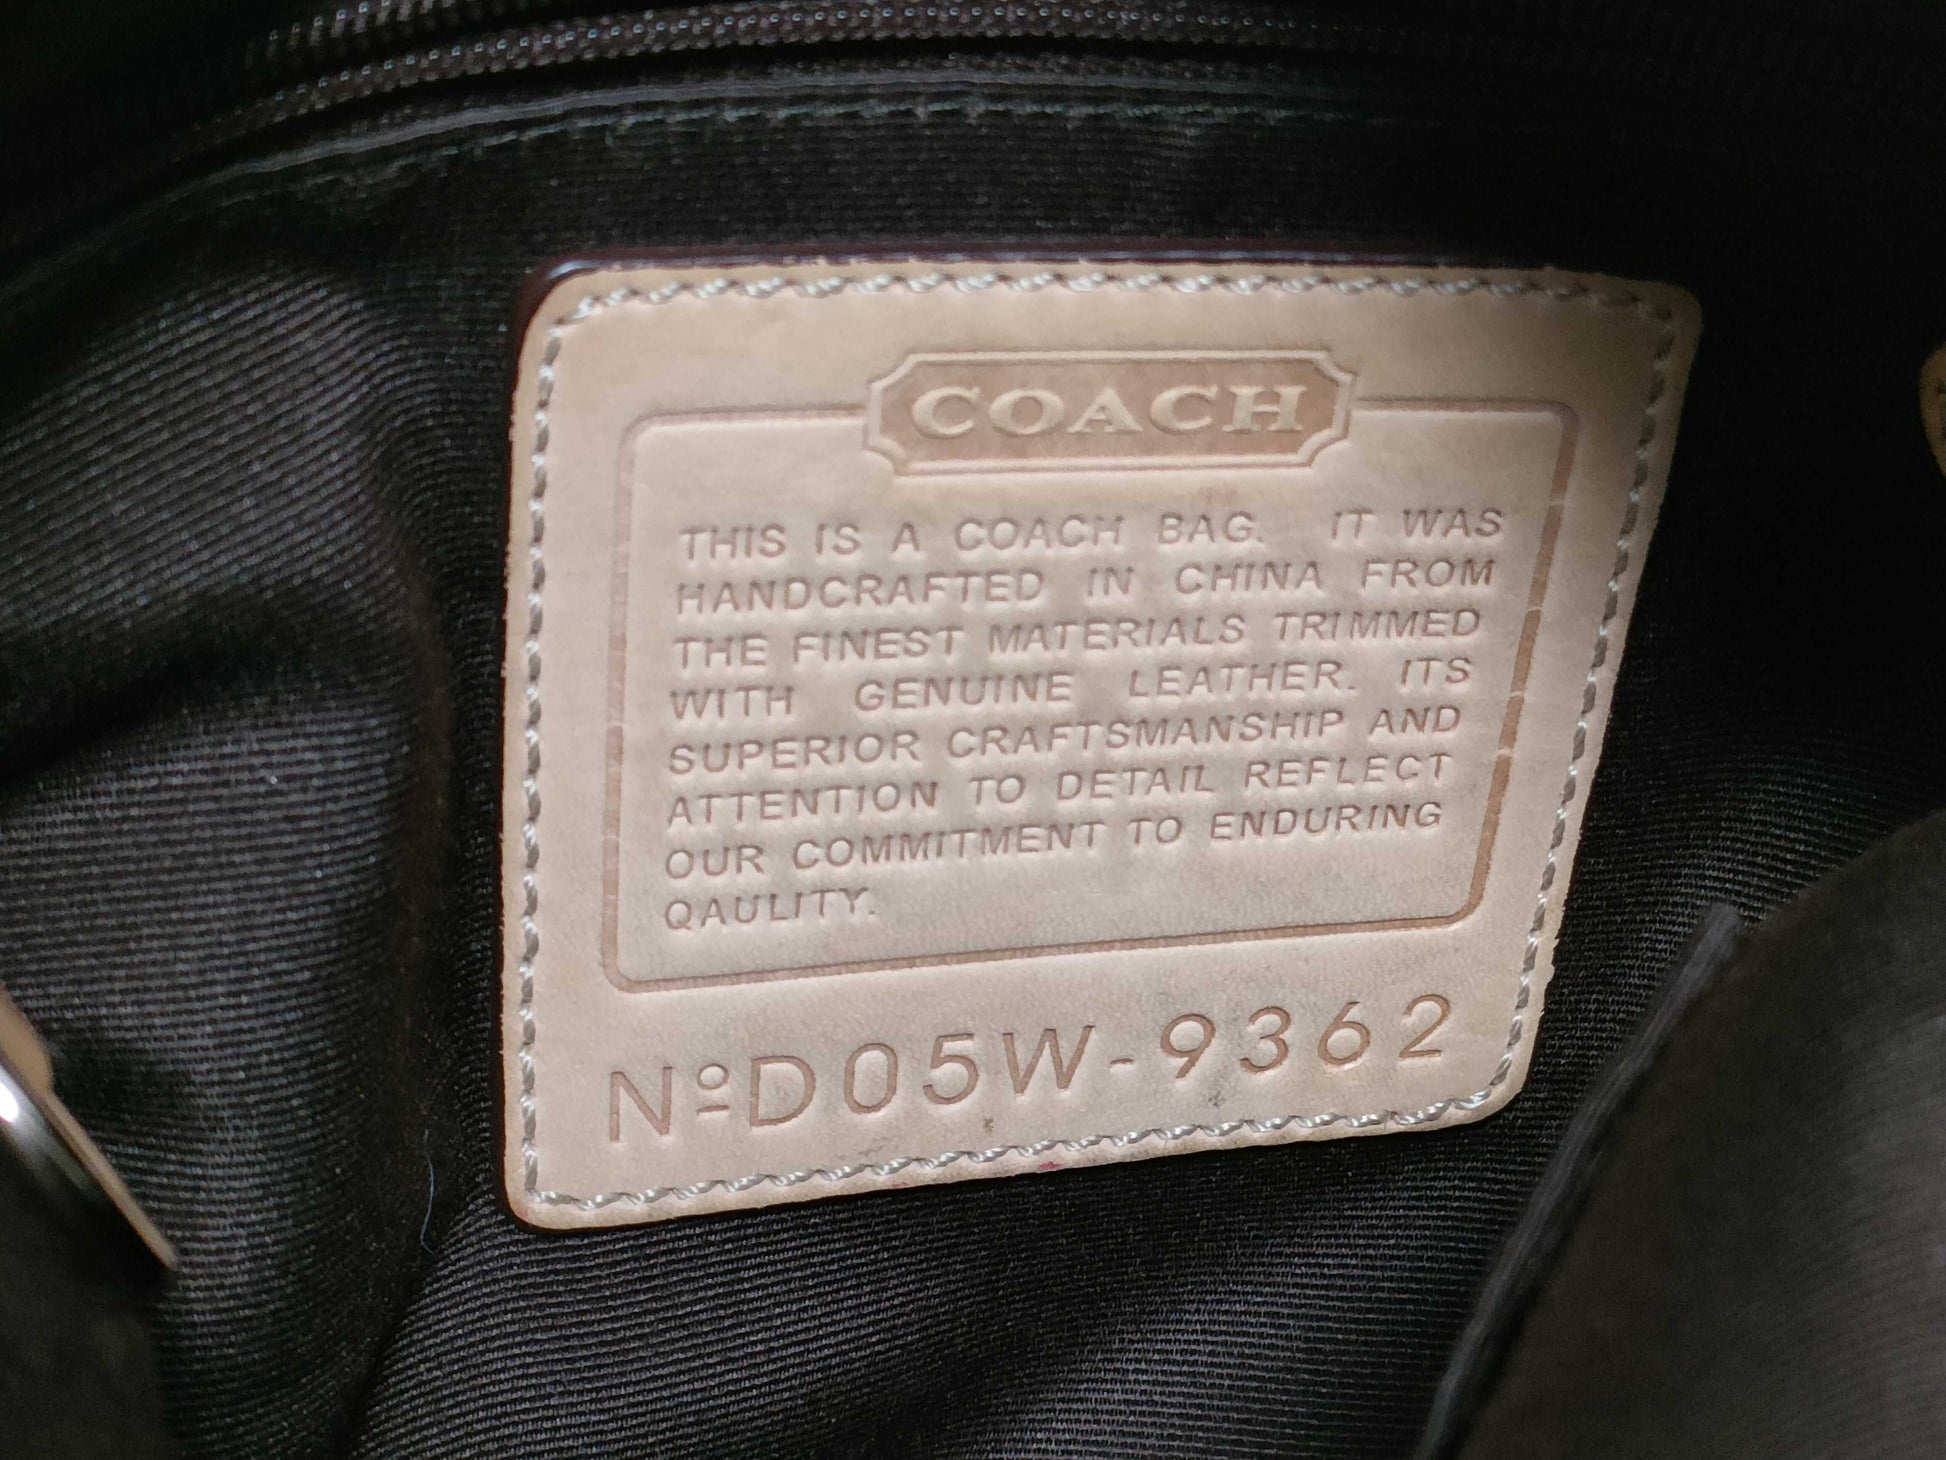 COACH
THIS IS A COACH BAG. IT WAS
HANDCRAFTED IN CHINA FROM
THE FINEST MATERIALS TRIMMED
WITH GENUINE LEATHER. ITS
SUPERIOR CRAFTSMANSHIP AND
ATTENTION TO DETAIL REFLECT
OUR COMMITMENT TO ENDURING
QAULITY.
NºD05W-9362